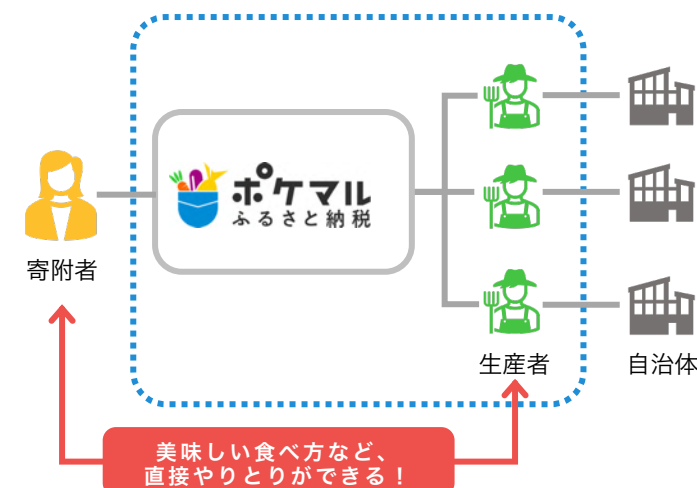 ポケマル
ふるさと納税
寄附者
生産者
自治体
美味しい食べ方など、
直接やりとりができる！